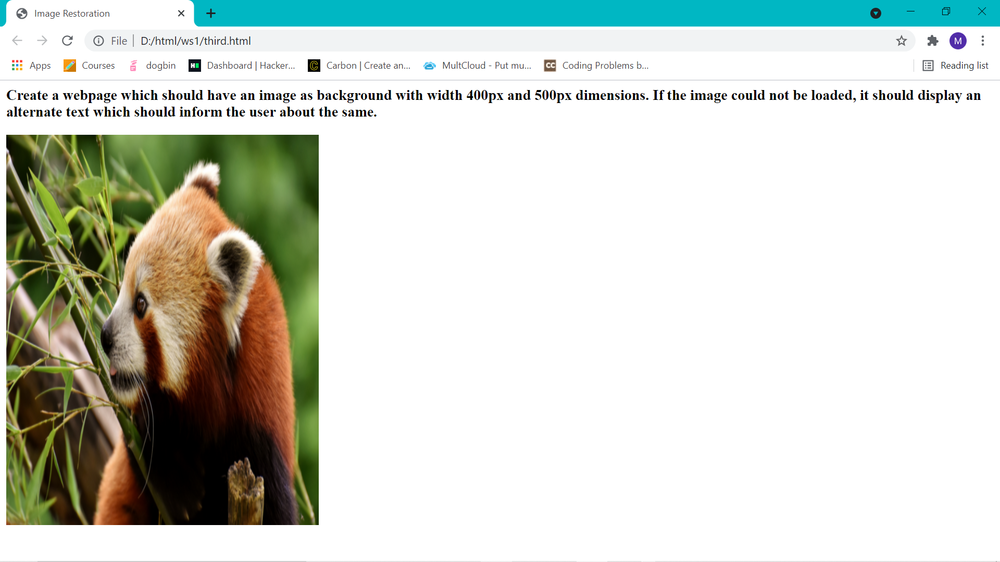 Image Restoration
File D:/html/ws1/third.html M
Apps Courses dogbin H Dashboard | Hacker... C Carbon | Create an... MultCloud - Put mu... CC Coding Problems b... Reading list
Create a webpage which should have an image as background with width 400px and 500px dimensions. If the image could not be loaded, it should display an
alternate text which should inform the user about the same.